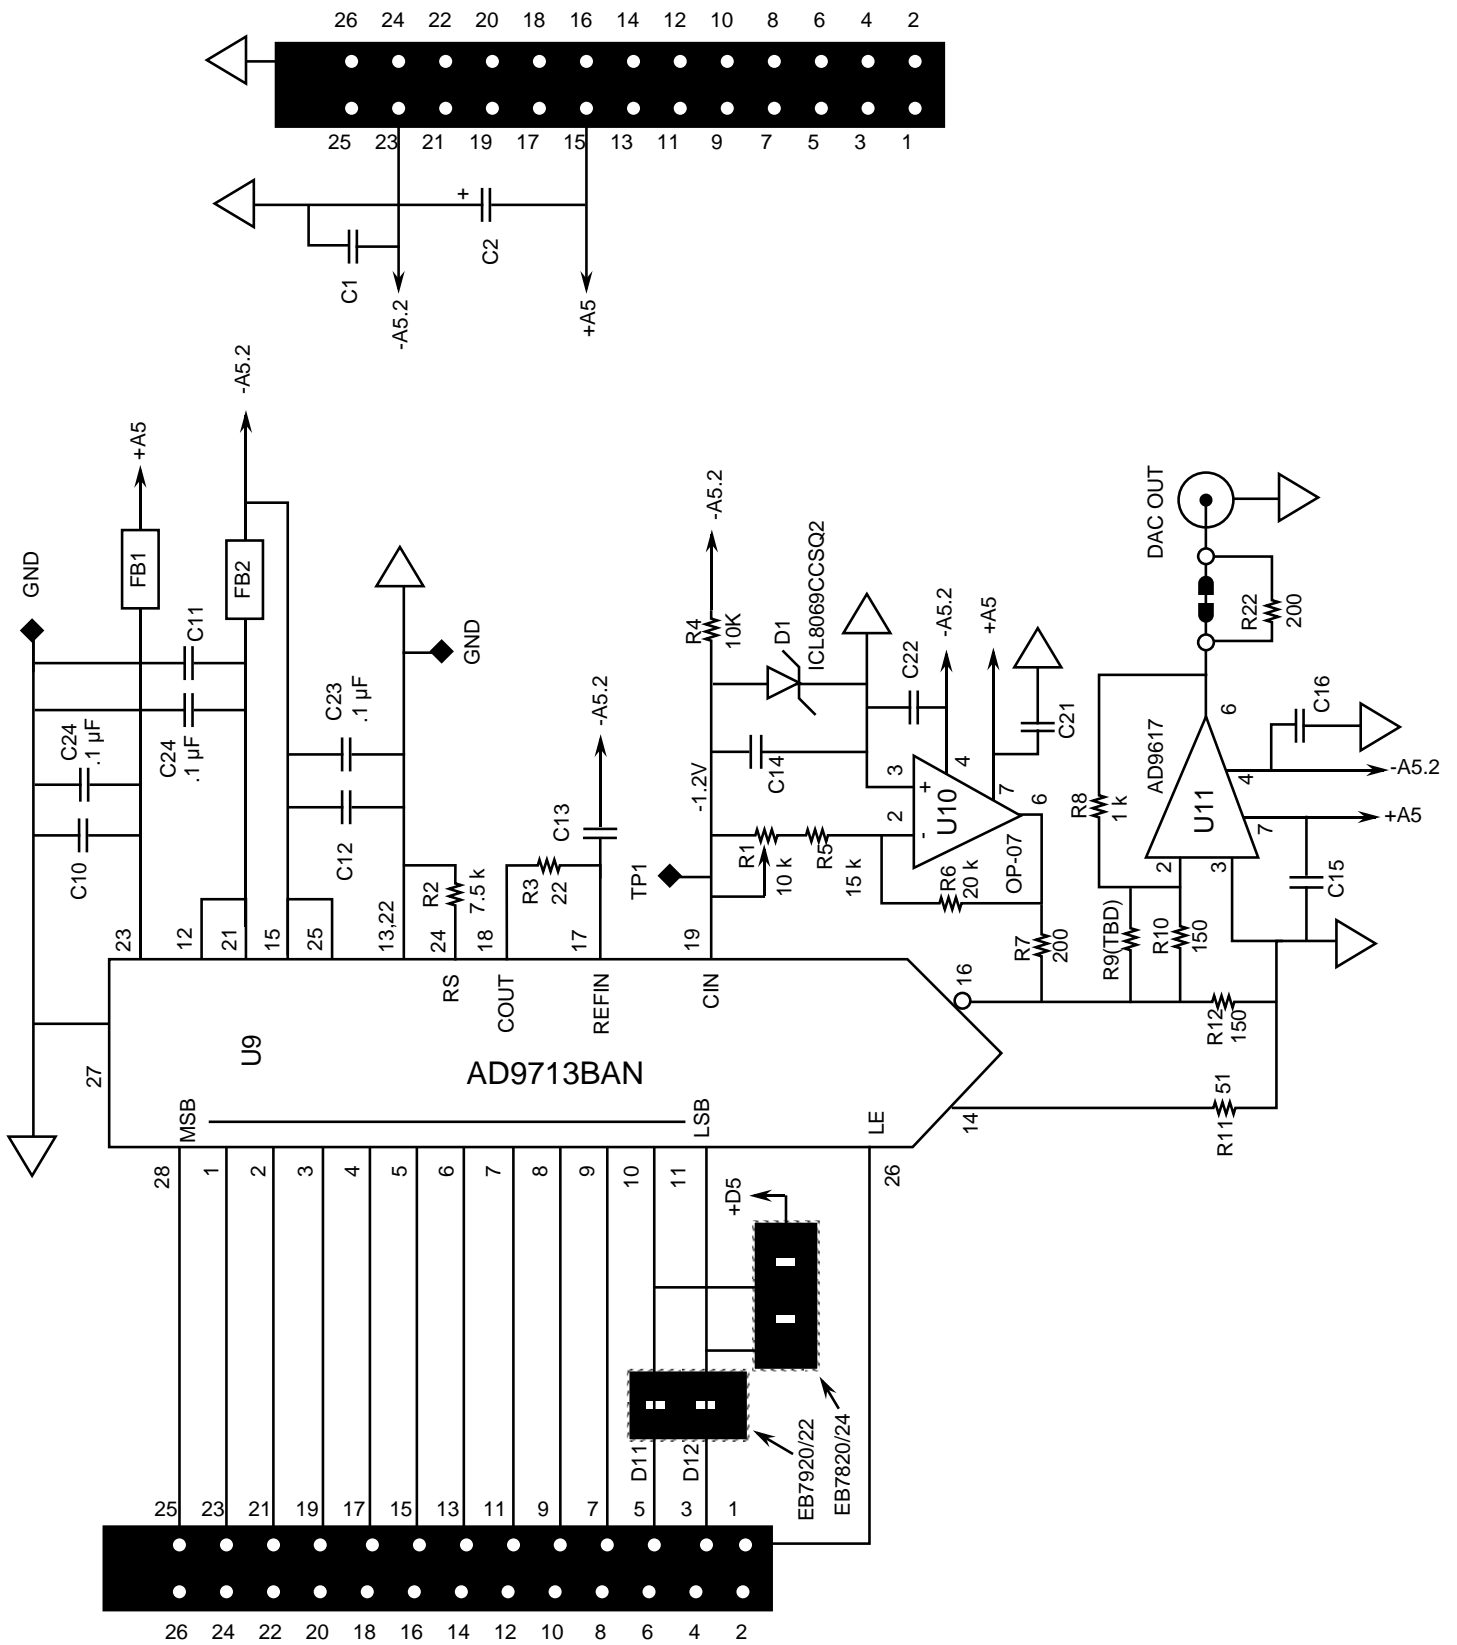 26 24 22 20 18 16 14 12 10 8 6 4 2
25 23 21 19 17 15 13 11 9 7 5 3 1
+
C1
C2
-A5.2
+A5
GND
+A5
-A5.2
FB1
FB2
C11
C24
.1 µF
C24
.1 µF
C10
C23
.1 µF
C12
GND
R2
7.5 k
R3
22
C13
-A5.2
TP1
-1.2V
R4
10K
-A5.2
D1
ICL8069CCSQ2
C14
C22
-A5.2
+A5
C21
R1
10 k
R5
15 k
R6
20 k
3
2
+
-
4
7
6
U10
OP-07
R7
200
DAC OUT
R22
200
R8
1 k
AD9617
U11
6
4
7
2
3
C16
-A5.2
+A5
C15
R9(TBD)
R10
150
R12
150
R11
51
23
12
21
15
25
13,22
24
18
17
19
16
14
27
RS
COUT
REFIN
CIN
U9
AD9713BAN
MSB
LSB
LE
28 1 2 3 4 5 6 7 8 9 10 11 26
+D5
D11
D12
EB7920/22
EB7820/24
25 23 21 19 17 15 13 11 9 7 5 3 1
26 24 22 20 18 16 14 12 10 8 6 4 2